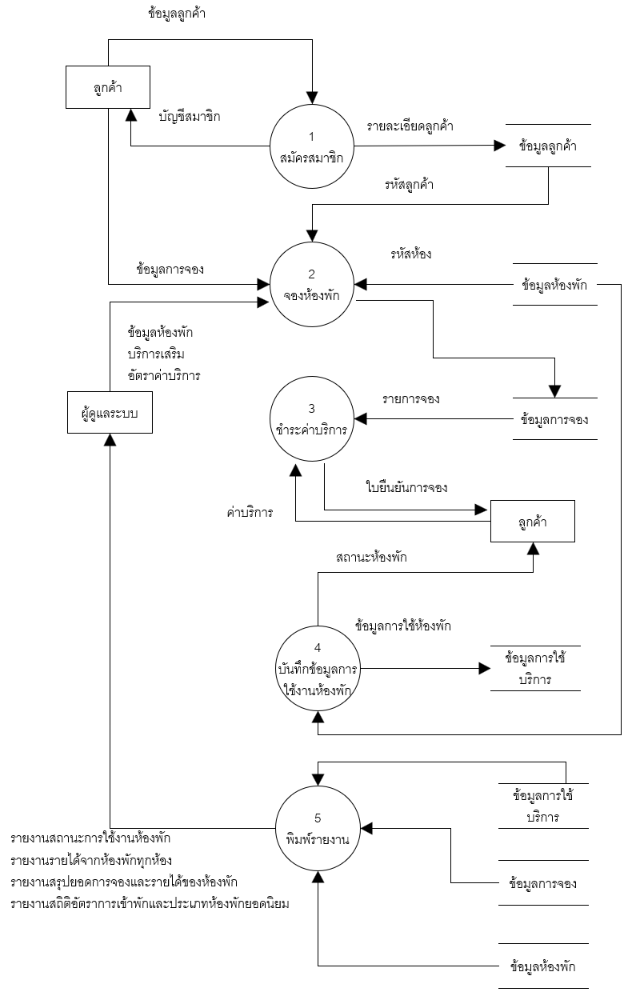 ข้อมูลลูกค้า
ลูกค้า
บัญชีสมาชิก
1
สมัครสมาชิก
รายละเอียดลูกค้า
ข้อมูลลูกค้า
รหัสลูกค้า
ข้อมูลการจอง
2
จองห้องพัก
รหัสห้อง
ข้อมูลห้องพัก
ข้อมูลห้องพัก
บริการเสริม
อัตราค่าบริการ
ผู้ดูแลระบบ
3
ชำระค่าบริการ
รายการจอง
ข้อมูลการจอง
ใบยืนยันการจอง
ค่าบริการ
ลูกค้า
สถานะห้องพัก
ข้อมูลการใช้ห้องพัก
4
บันทึกข้อมูลการ
ใช้งานห้องพัก
ข้อมูลการใช้
บริการ
5
พิมพ์รายงาน
ข้อมูลการใช้
บริการ
รายงานสถานะการใช้งานห้องพัก
รายงานรายได้จากห้องพักทุกห้อง
รายงานสรุปยอดการจองและรายได้ของห้องพัก
รายงานสถิติอัตราการเข้าพักและประเภทห้องพักยอดนิยม
ข้อมูลการจอง
ข้อมูลห้องพัก